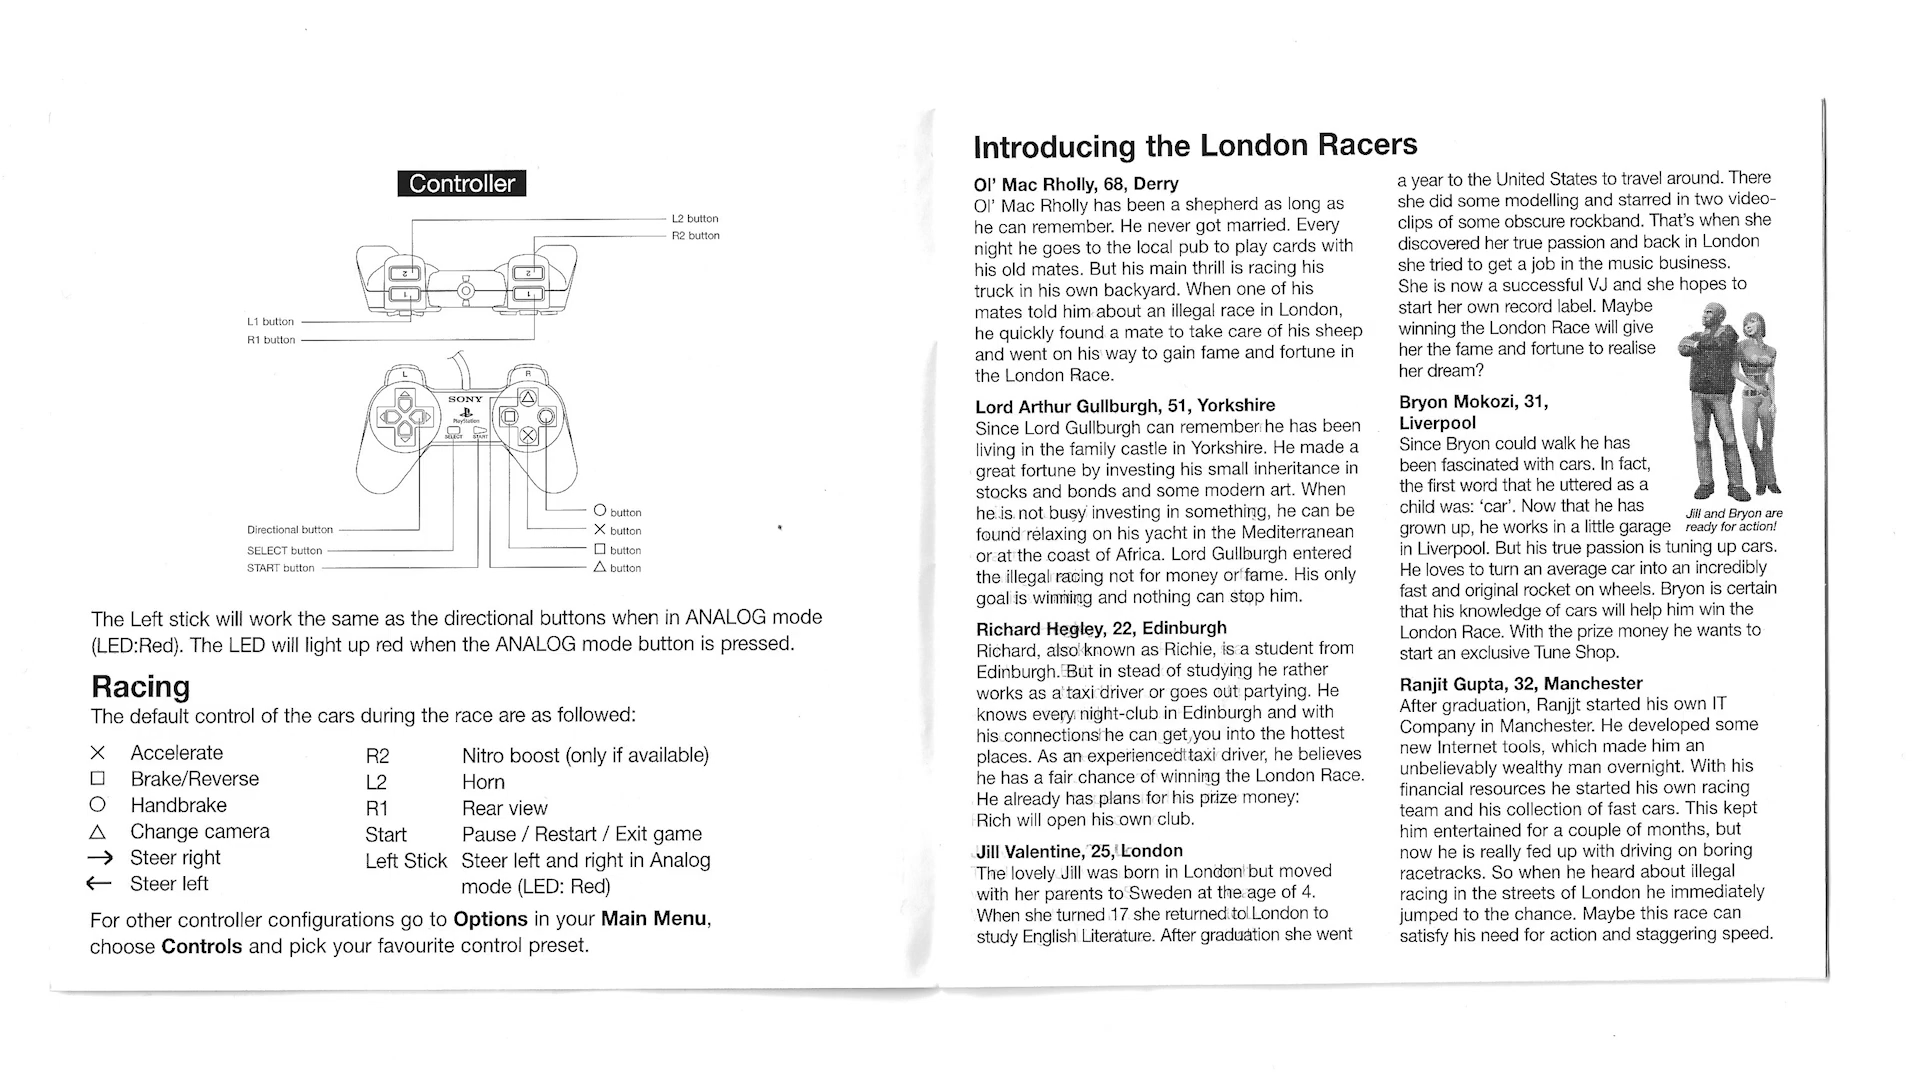 Controller
L2 button
R2 button
2 2
1 1
L1 button
R1 button
L R
SONY
PlayStation
SELECT START
○ button
Directional button
× button
SELECT button
□ button
START button
△ button
The Left stick will work the same as the directional buttons when in ANALOG mode
(LED:Red). The LED will light up red when the ANALOG mode button is pressed.
Racing
The default control of the cars during the race are as followed:
× Accelerate
□ Brake/Reverse
○ Handbrake
△ Change camera
→ Steer right
← Steer left
R2 Nitro boost (only if available)
L2 Horn
R1 Rear view
Start Pause / Restart / Exit game
Left Stick Steer left and right in Analog
mode (LED: Red)
For other controller configurations go to Options in your Main Menu,
choose Controls and pick your favourite control preset.
Introducing the London Racers
Ol' Mac Rholly, 68, Derry
Ol' Mac Rholly has been a shepherd as long as
he can remember. He never got married. Every
night he goes to the local pub to play cards with
his old mates. But his main thrill is racing his
truck in his own backyard. When one of his
mates told him about an illegal race in London,
he quickly found a mate to take care of his sheep
and went on his way to gain fame and fortune in
the London Race.
Lord Arthur Gullburgh, 51, Yorkshire
Since Lord Gullburgh can remember he has been
living in the family castle in Yorkshire. He made a
great fortune by investing his small inheritance in
stocks and bonds and some modern art. When
he is not busy investing in something, he can be
found relaxing on his yacht in the Mediterranean
or at the coast of Africa. Lord Gullburgh entered
the illegal racing not for money or fame. His only
goal is winning and nothing can stop him.
Richard Hegley, 22, Edinburgh
Richard, also known as Richie, is a student from
Edinburgh. But in stead of studying he rather
works as a taxi driver or goes out partying. He
knows every night-club in Edinburgh and with
his connections he can get you into the hottest
places. As an experienced taxi driver, he believes
he has a fair chance of winning the London Race.
He already has plans for his prize money:
Rich will open his own club.
Jill Valentine, 25, London
The lovely Jill was born in London but moved
with her parents to Sweden at the age of 4.
When she turned 17 she returned to London to
study English Literature. After graduation she went
a year to the United States to travel around. There
she did some modelling and starred in two video-
clips of some obscure rockband. That's when she
discovered her true passion and back in London
she tried to get a job in the music business.
She is now a successful VJ and she hopes to
start her own record label. Maybe
winning the London Race will give
her the fame and fortune to realise
her dream?
Bryon Mokozi, 31,
Liverpool
Since Bryon could walk he has
been fascinated with cars. In fact,
the first word that he uttered as a
child was: 'car'. Now that he has
grown up, he works in a little garage
in Liverpool. But his true passion is tuning up cars.
He loves to turn an average car into an incredibly
fast and original rocket on wheels. Bryon is certain
that his knowledge of cars will help him win the
London Race. With the prize money he wants to
start an exclusive Tune Shop.
Jill and Bryon are
ready for action!
Ranjit Gupta, 32, Manchester
After graduation, Ranjjt started his own IT
Company in Manchester. He developed some
new Internet tools, which made him an
unbelievably wealthy man overnight. With his
financial resources he started his own racing
team and his collection of fast cars. This kept
him entertained for a couple of months, but
now he is really fed up with driving on boring
racetracks. So when he heard about illegal
racing in the streets of London he immediately
jumped to the chance. Maybe this race can
satisfy his need for action and staggering speed.